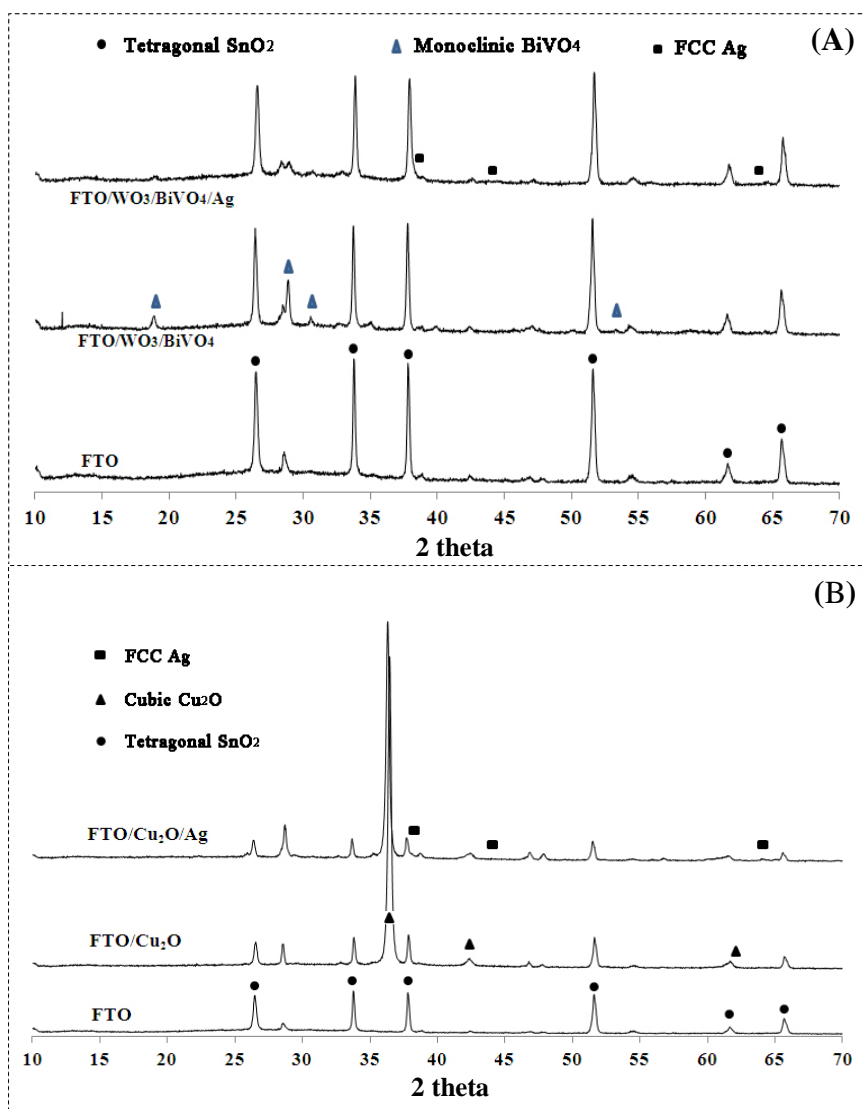 (A)
● Tetragonal SnO2 ▲ Monoclinic BiVO4 ■ FCC Ag
FTO/WO3/BiVO4/Ag
FTO/WO3/BiVO4
FTO
10 15 20 25 30 35 40 45 50 55 60 65 70
2 theta
(B)
■ FCC Ag
▲ Cubic Cu2O
● Tetragonal SnO2
FTO/Cu2O/Ag
FTO/Cu2O
FTO
10 15 20 25 30 35 40 45 50 55 60 65 70
2 theta